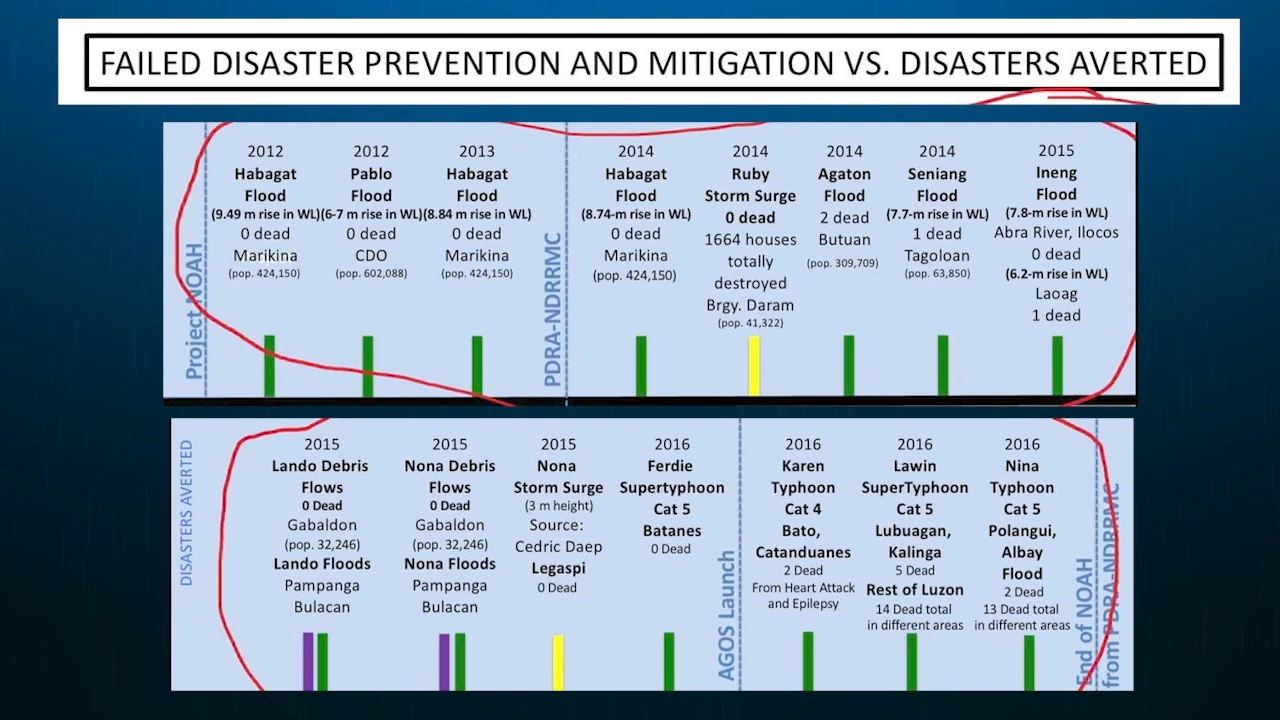 FAILED DISASTER PREVENTION AND MITIGATION VS. DISASTERS AVERTED
Project NOAH
2012
Habagat
Flood
(9.49 m rise in WL)
0 dead
Marikina
(pop. 424,150)
2012
Pablo
Flood
(6-7 m rise in WL)
0 dead
CDO
(pop. 602,088)
2013
Habagat
Flood
(8.84 m rise in WL)
0 dead
Marikina
(pop. 424,150)
PDRA-NDRRMC
2014
Habagat
Flood
(8.74-m rise in WL)
0 dead
Marikina
(pop. 424,150)
2014
Ruby
Storm Surge
0 dead
1664 houses
totally
destroyed
Brgy. Daram
(pop. 41,322)
2014
Agaton
Flood
2 dead
Butuan
(pop. 309,709)
2014
Seniang
Flood
(7.7-m rise in WL)
1 dead
Tagoloan
(pop. 63,850)
2015
Ineng
Flood
(7.8-m rise in WL)
Abra River, Ilocos
0 dead
(6.2-m rise in WL)
Laoag
1 dead
DISASTERS AVERTED
2015
Lando Debris
Flows
0 Dead
Gabaldon
(pop. 32,246)
Lando Floods
Pampanga
Bulacan
2015
Nona Debris
Flows
0 Dead
Gabaldon
(pop. 32,246)
Nona Floods
Pampanga
Bulacan
2015
Nona
Storm Surge
(3 m height)
Source:
Cedric Daep
Legaspi
0 Dead
2016
Ferdie
Supertyphoon
Cat 5
Batanes
0 Dead
AGOS Launch
2016
Karen
Typhoon
Cat 4
Bato,
Catanduanes
2 Dead
From Heart Attack
and Epilepsy
2016
Lawin
SuperTyphoon
Cat 5
Lubuagan,
Kalinga
5 Dead
Rest of Luzon
14 Dead total
in different areas
2016
Nina
Typhoon
Cat 5
Polangui,
Albay
Flood
2 Dead
13 Dead total
in different areas
End of NOAH
from PDRA-NDRRMC